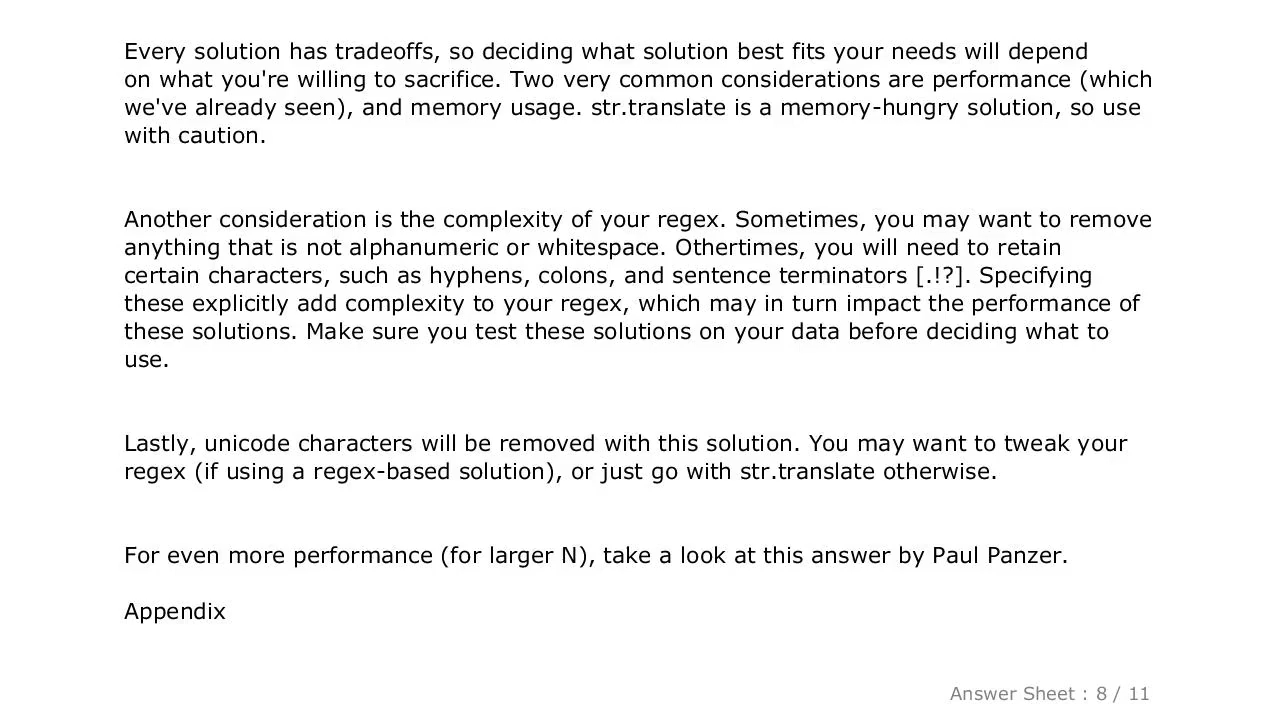 Every solution has tradeoffs, so deciding what solution best fits your needs will depend
on what you're willing to sacrifice. Two very common considerations are performance (which
we've already seen), and memory usage. str.translate is a memory-hungry solution, so use
with caution.
Another consideration is the complexity of your regex. Sometimes, you may want to remove
anything that is not alphanumeric or whitespace. Othertimes, you will need to retain
certain characters, such as hyphens, colons, and sentence terminators [.!?]. Specifying
these explicitly add complexity to your regex, which may in turn impact the performance of
these solutions. Make sure you test these solutions on your data before deciding what to
use.
Lastly, unicode characters will be removed with this solution. You may want to tweak your
regex (if using a regex-based solution), or just go with str.translate otherwise.
For even more performance (for larger N), take a look at this answer by Paul Panzer.
Appendix
Answer Sheet : 8 / 11